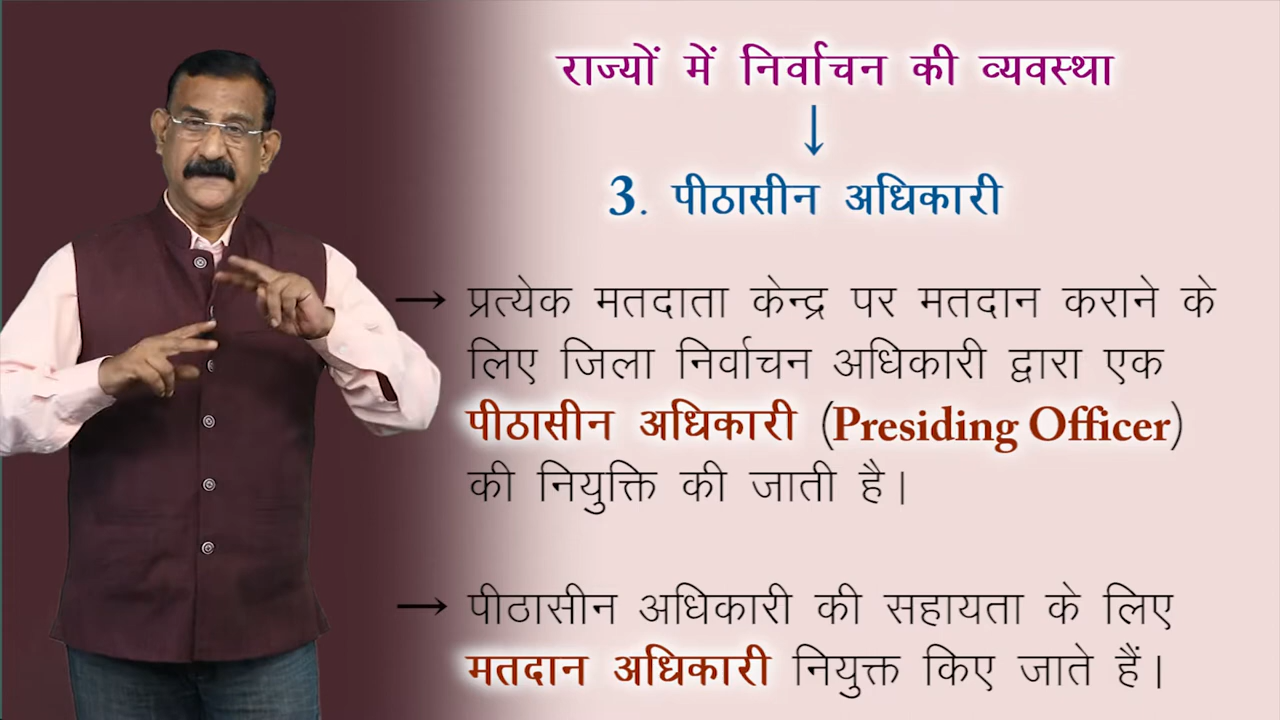 राज्यों में निर्वाचन की व्यवस्था
↓
3. पीठासीन अधिकारी
→ प्रत्येक मतदाता केन्द्र पर मतदान कराने के
लिए जिला निर्वाचन अधिकारी द्वारा एक
पीठासीन अधिकारी (Presiding Officer)
की नियुक्ति की जाती है।
→ पीठासीन अधिकारी की सहायता के लिए
मतदान अधिकारी नियुक्त किए जाते हैं।